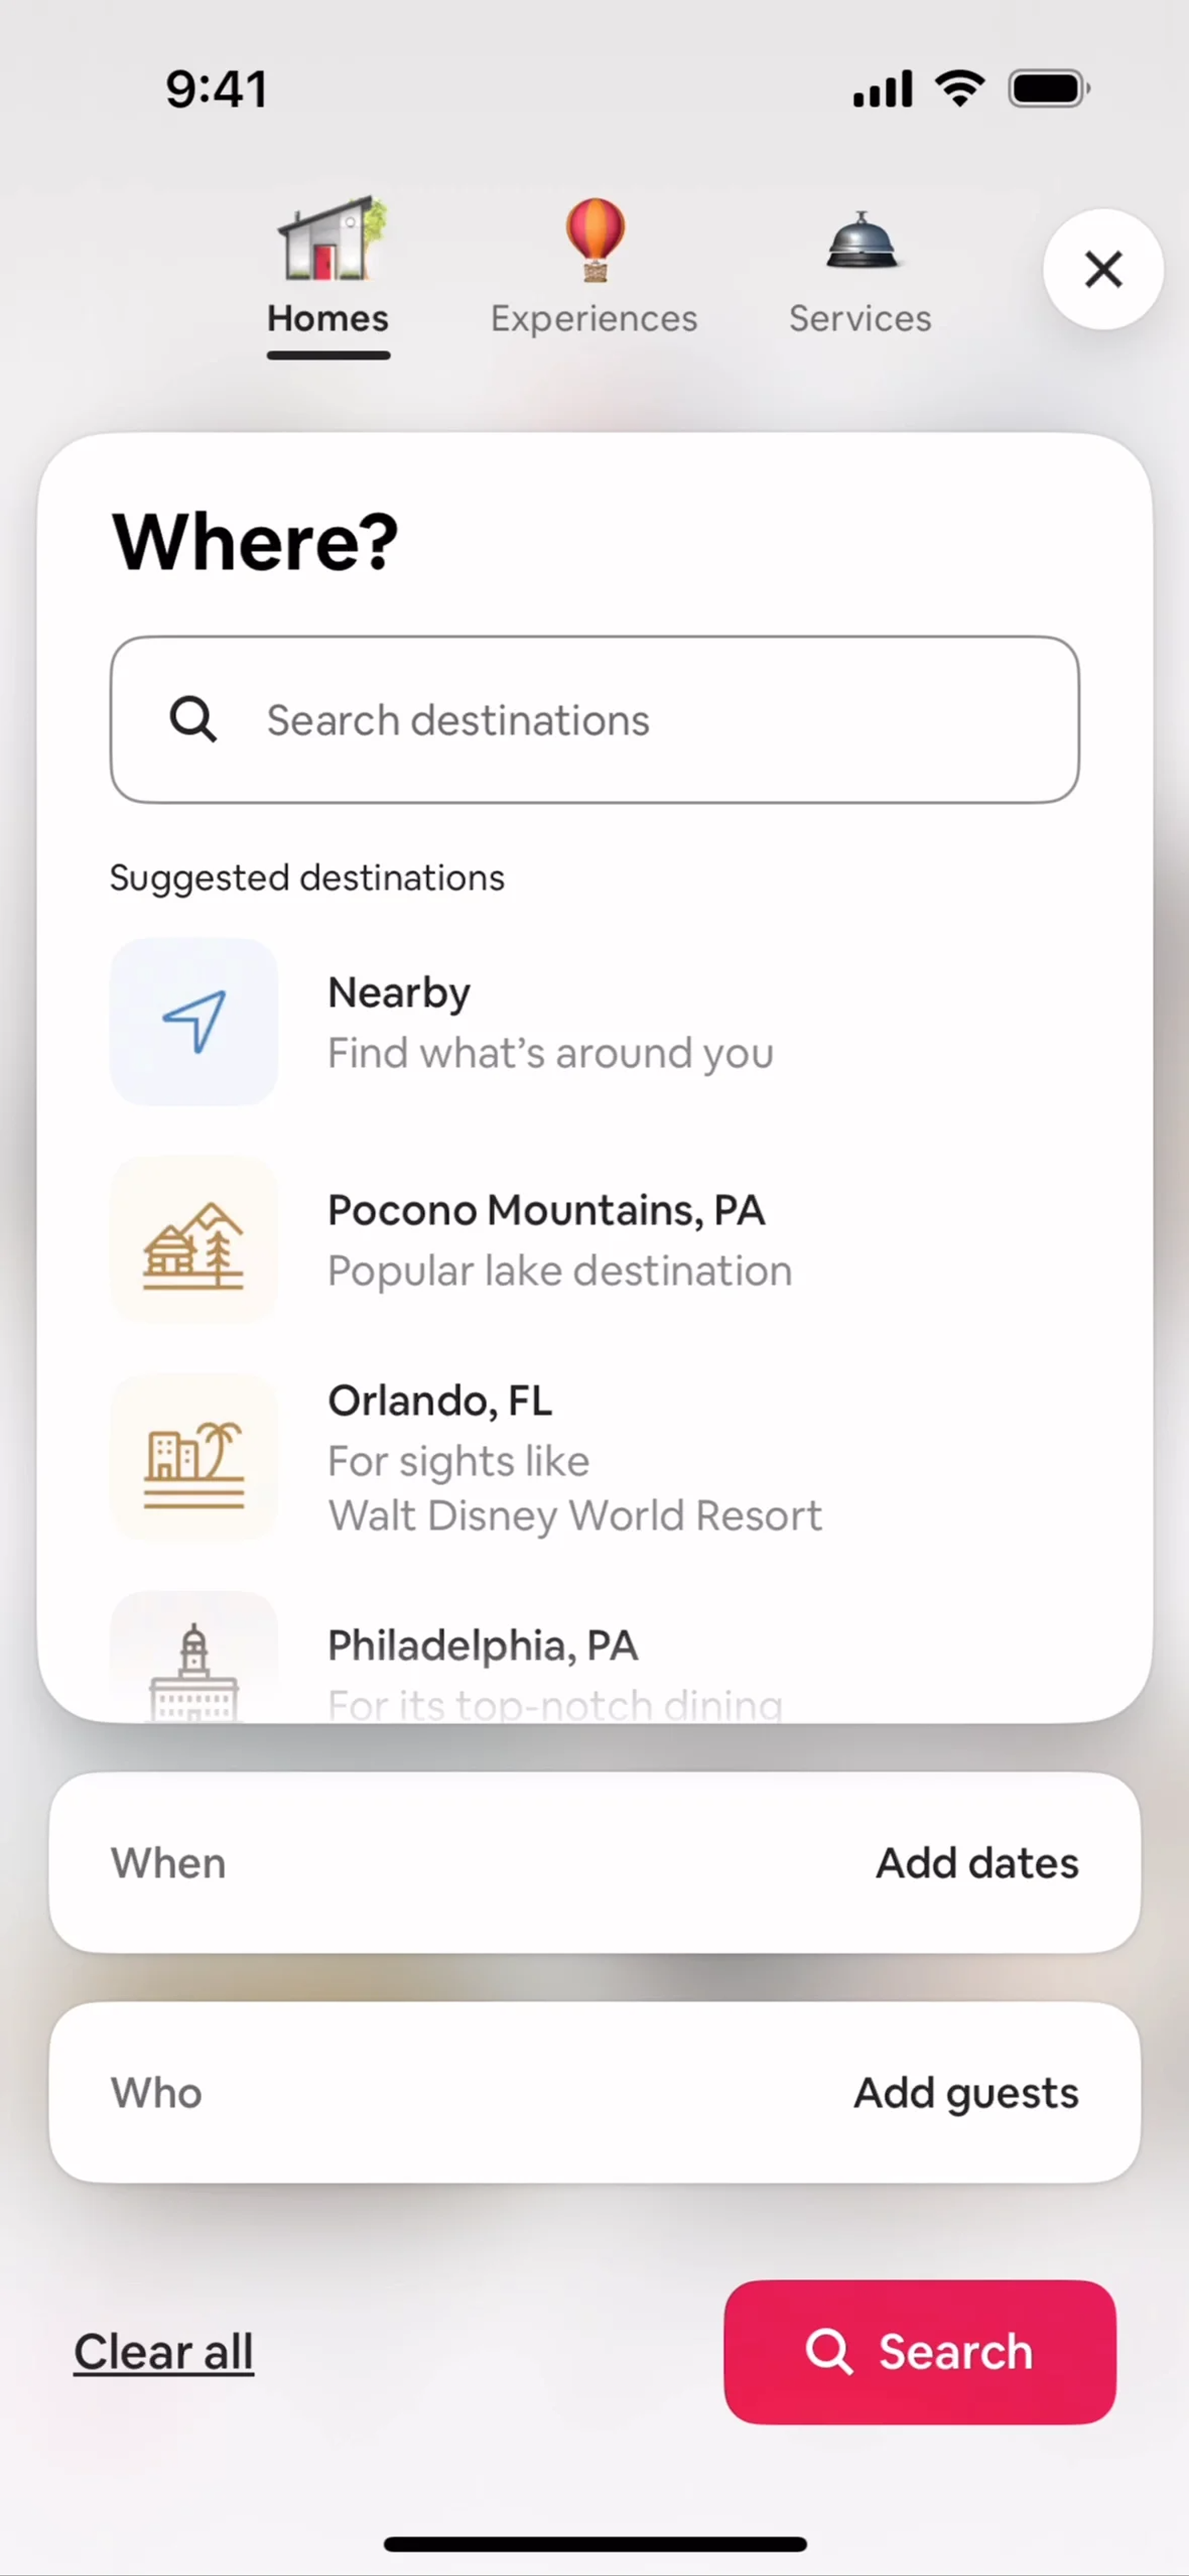 9:41
Homes
Experiences
Services
Where?
Search destinations
Suggested destinations
Nearby
Find what’s around you
Pocono Mountains, PA
Popular lake destination
Orlando, FL
For sights like
Walt Disney World Resort
Philadelphia, PA
For its top-notch dining
When
Add dates
Who
Add guests
Clear all
Search